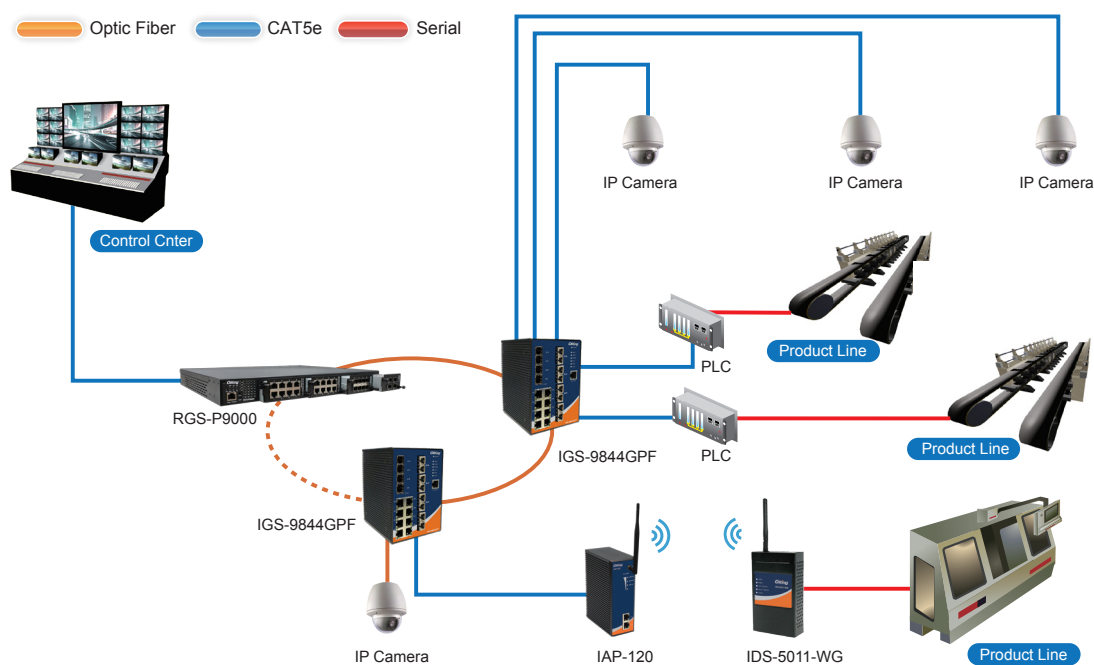 Optic Fiber
CAT5e
Serial
IP Camera
IP Camera
IP Camera
Control Cnter
Product Line
PLC
RGS-P9000
Product Line
PLC
IGS-9844GPF
IGS-9844GPF
IP Camera
IAP-120
IDS-5011-WG
Product Line